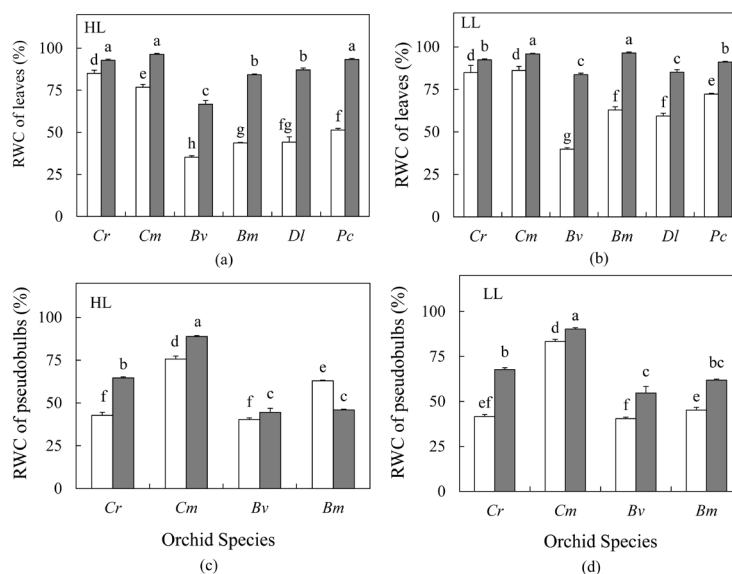 HL
RWC of leaves (%)
100
75
50
25
0
d a e a h c g b fg b f a
Cr Cm Bv Bm Dl Pc
(a)
LL
RWC of leaves (%)
100
75
50
25
0
d b d a g c f a f c e b
Cr Cm Bv Bm Dl Pc
(b)
HL
RWC of pseudobulbs (%)
100
75
50
25
0
f b d a f c e c
Cr Cm Bv Bm
Orchid Species
(c)
LL
RWC of pseudobulbs (%)
100
75
50
25
0
ef b d a f c e bc
Cr Cm Bv Bm
Orchid Species
(d)